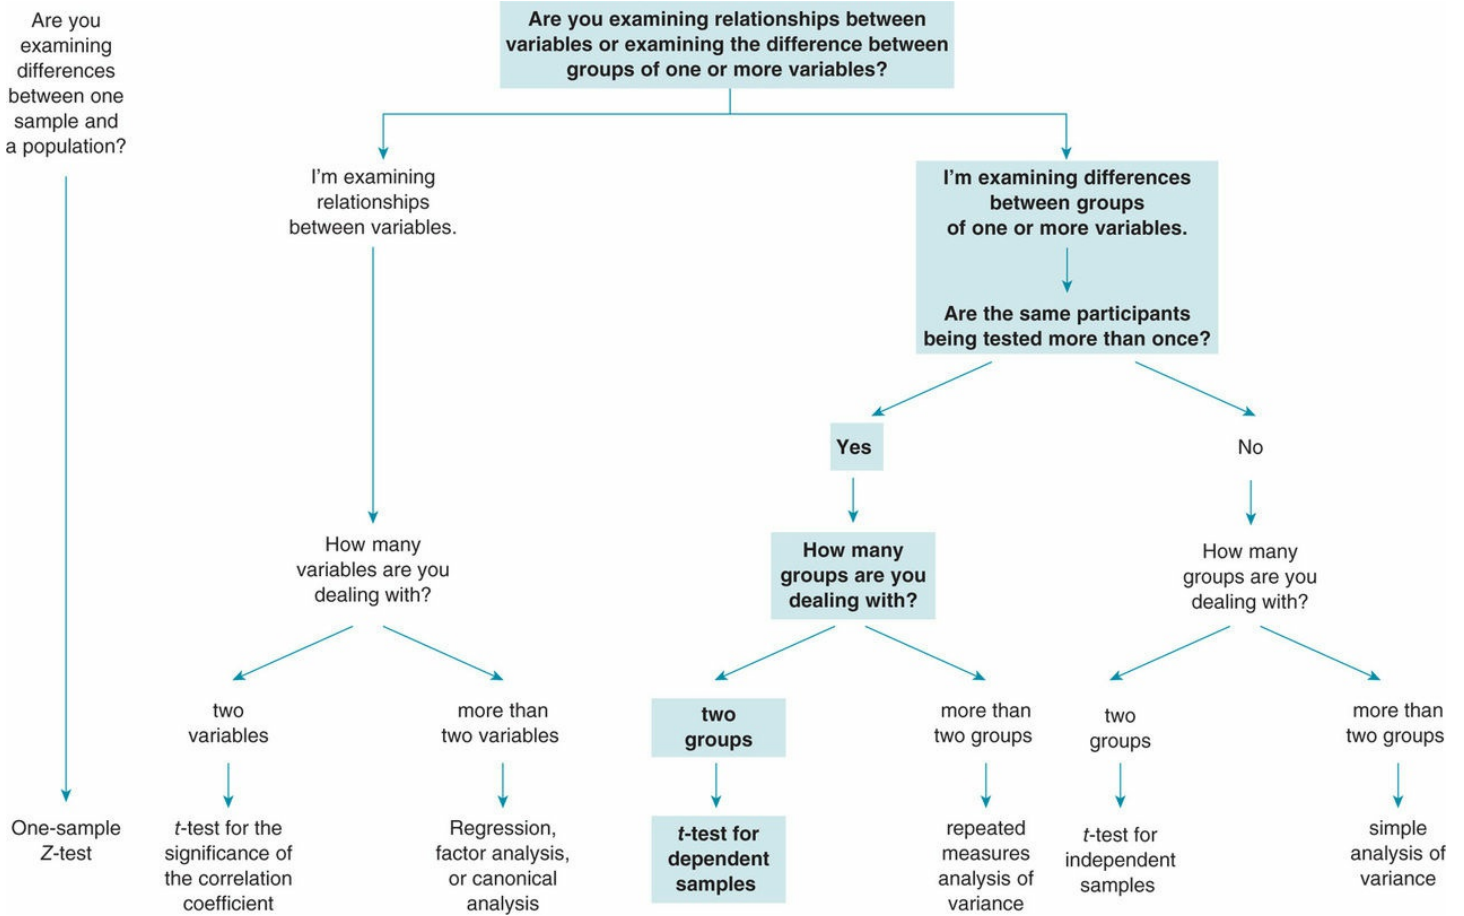 Are you
examining
differences
between one
sample and
a population?
Are you examining relationships between
variables or examining the difference between
groups of one or more variables?
I'm examining
relationships
between variables.
I'm examining differences
between groups
of one or more variables.
Are the same participants
being tested more than once?
Yes
No
How many
variables are you
dealing with?
How many
groups are you
dealing with?
How many
groups are you
dealing with?
two
variables
more than
two variables
two
groups
more than
two groups
two
groups
more than
two groups
One-sample
Z-test
t-test for the
significance of
the correlation
coefficient
Regression,
factor analysis,
or canonical
analysis
t-test for
dependent
samples
repeated
measures
analysis of
variance
t-test for
independent
samples
simple
analysis of
variance